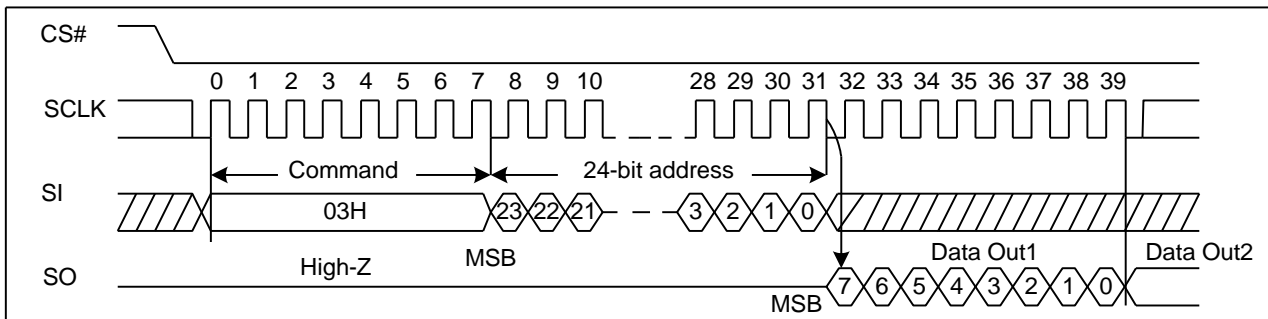 CS#
0 1 2 3 4 5 6 7 8 9 10 28 29 30 31 32 33 34 35 36 37 38 39
SCLK
Command 24-bit address
SI
03H 23 22 21 3 2 1 0
High-Z MSB Data Out1 Data Out2
SO
MSB 7 6 5 4 3 2 1 0